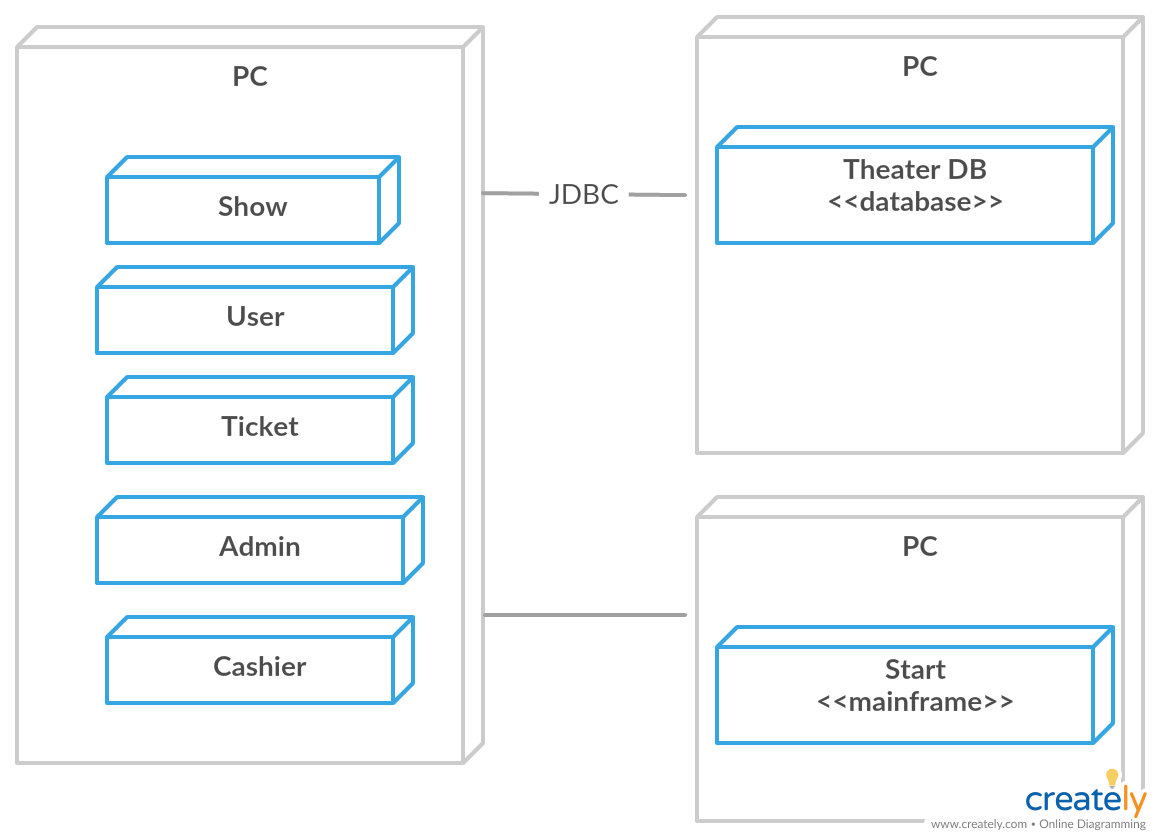 PC
Show
User
Ticket
Admin
Cashier
JDBC
PC
Theater DB
<<database>>
PC
Start
<<mainframe>>
creately
www.creately.com • Online Diagramming